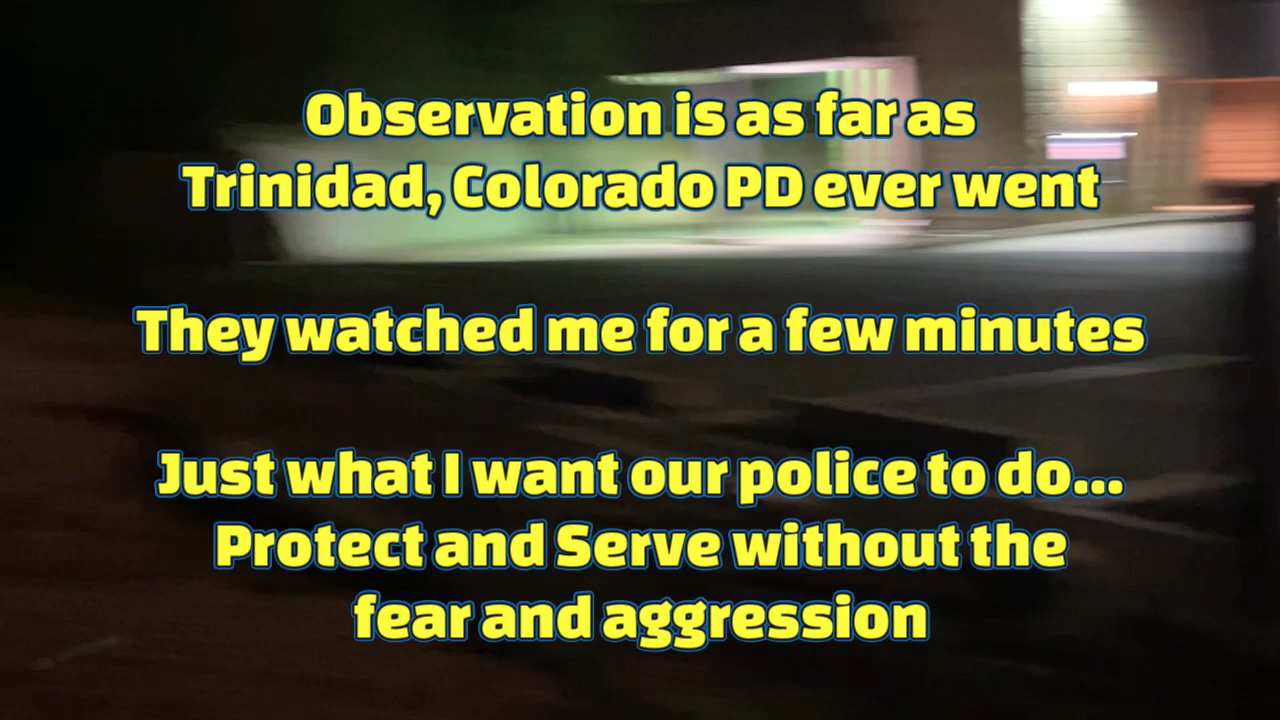 Observation is as far as
Trinidad, Colorado PD ever went
They watched me for a few minutes
Just what I want our police to do...
Protect and Serve without the
fear and aggression